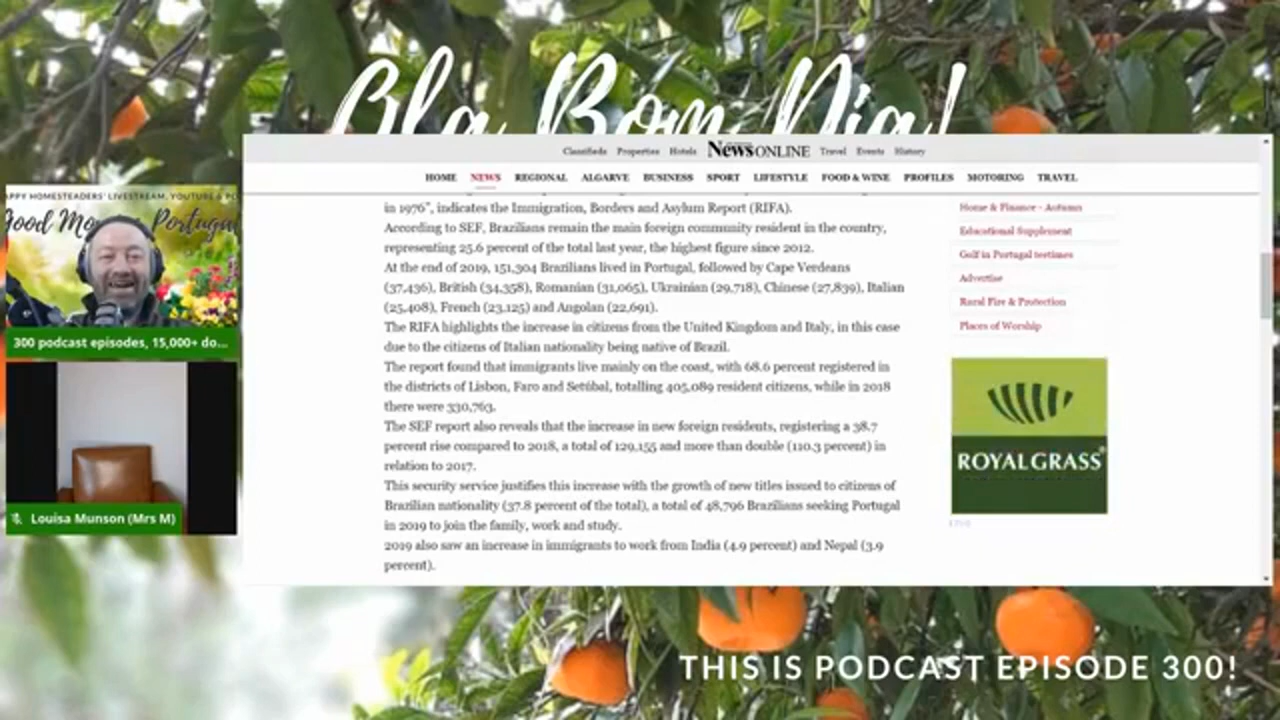 Ola Bom Dia!
Classifieds Properties Hotels News ONLINE Travel Events History
HOME NEWS REGIONAL ALGARVE BUSINESS SPORT LIFESTYLE FOOD & WINE PROFILES MOTORING TRAVEL
in 1976", indicates the Immigration, Borders and Asylum Report (RIFA).
According to SEF, Brazilians remain the main foreign community resident in the country,
representing 25.6 percent of the total last year, the highest figure since 2012.
At the end of 2019, 151,304 Brazilians lived in Portugal, followed by Cape Verdeans
(37,436), British (34,358), Romanian (31,065), Ukrainian (29,718), Chinese (27,839), Italian
(25,408), French (23,125) and Angolan (22,691).
The RIFA highlights the increase in citizens from the United Kingdom and Italy, in this case
due to the citizens of Italian nationality being native of Brazil.
The report found that immigrants live mainly on the coast, with 68.6 percent registered in
the districts of Lisbon, Faro and Setúbal, totalling 405,089 resident citizens, while in 2018
there were 330,763.
The SEF report also reveals that the increase in new foreign residents, registering a 38.7
percent rise compared to 2018, a total of 129,155 and more than double (110.3 percent) in
relation to 2017.
This security service justifies this increase with the growth of new titles issued to citizens of
Brazilian nationality (37.8 percent of the total), a total of 48,796 Brazilians seeking Portugal
in 2019 to join the family, work and study.
2019 also saw an increase in immigrants to work from India (4.9 percent) and Nepal (3.9
percent).
Home & Finance - Autumn
Educational Supplement
Golf in Portugal teetimes
Advertise
Rural Fire & Protection
Places of Worship
ROYALGRASS®
APPY HOMESTEADERS' LIVESTREAM, YOUTUBE & PO
Good Mo Portugal
300 podcast episodes, 15,000+ do...
Louisa Munson (Mrs M)
THIS IS PODCAST EPISODE 300!